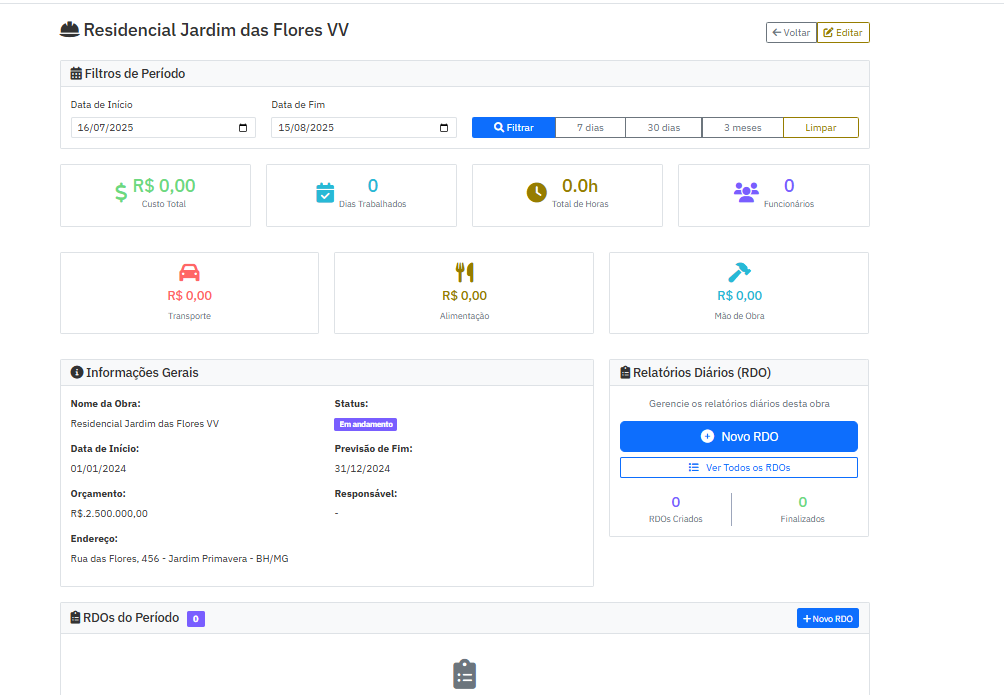 Residencial Jardim das Flores VV
Voltar
Editar
Filtros de Período
Data de Início
Data de Fim
16/07/2025
15/08/2025
Filtrar
7 dias
30 dias
3 meses
Limpar
R$ 0,00
Custo Total
0
Dias Trabalhados
0.0h
Total de Horas
0
Funcionários
R$ 0,00
Transporte
R$ 0,00
Alimentação
R$ 0,00
Mão de Obra
Informações Gerais
Nome da Obra:
Residencial Jardim das Flores VV
Status:
Em andamento
Data de Início:
01/01/2024
Previsão de Fim:
31/12/2024
Orçamento:
R$.2.500.000,00
Responsável:
-
Endereço:
Rua das Flores, 456 - Jardim Primavera - BH/MG
Relatórios Diários (RDO)
Gerencie os relatórios diários desta obra
Novo RDO
Ver Todos os RDOs
0
RDOs Criados
0
Finalizados
RDOs do Período 0
+ Novo RDO